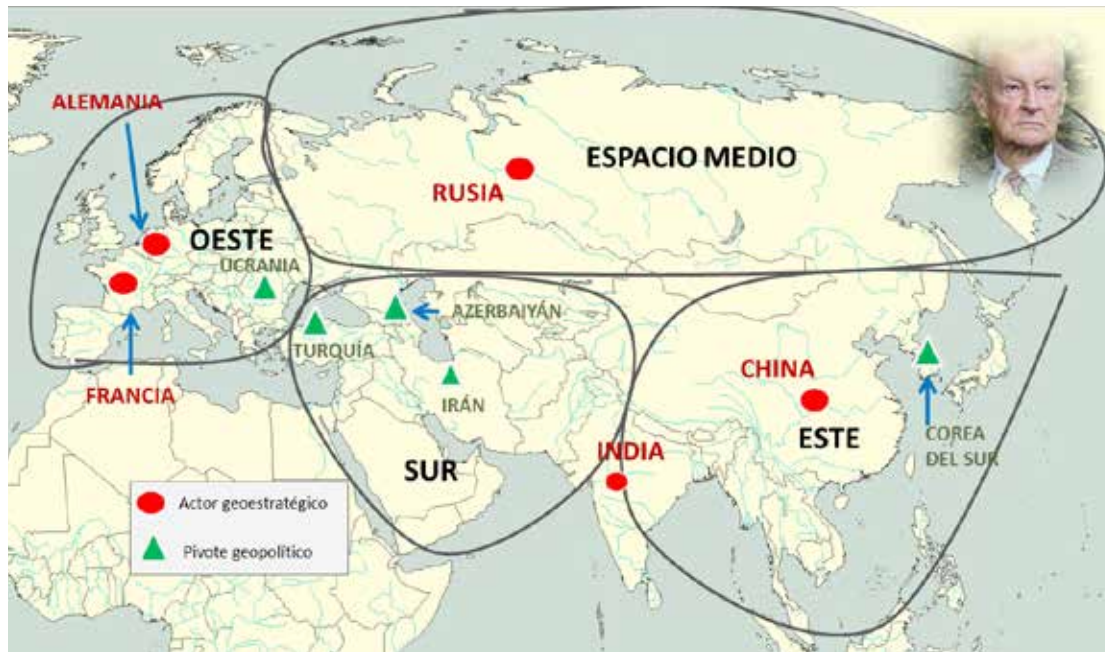 ALEMANIA
ESPACIO MEDIO
RUSIA
OESTE
UCRANIA
AZERBAIYÁN
TURQUÍA
FRANCIA
IRÁN
CHINA
ESTE
COREA
DEL SUR
INDIA
SUR
Actor geoestratégico
Pivote geopolítico